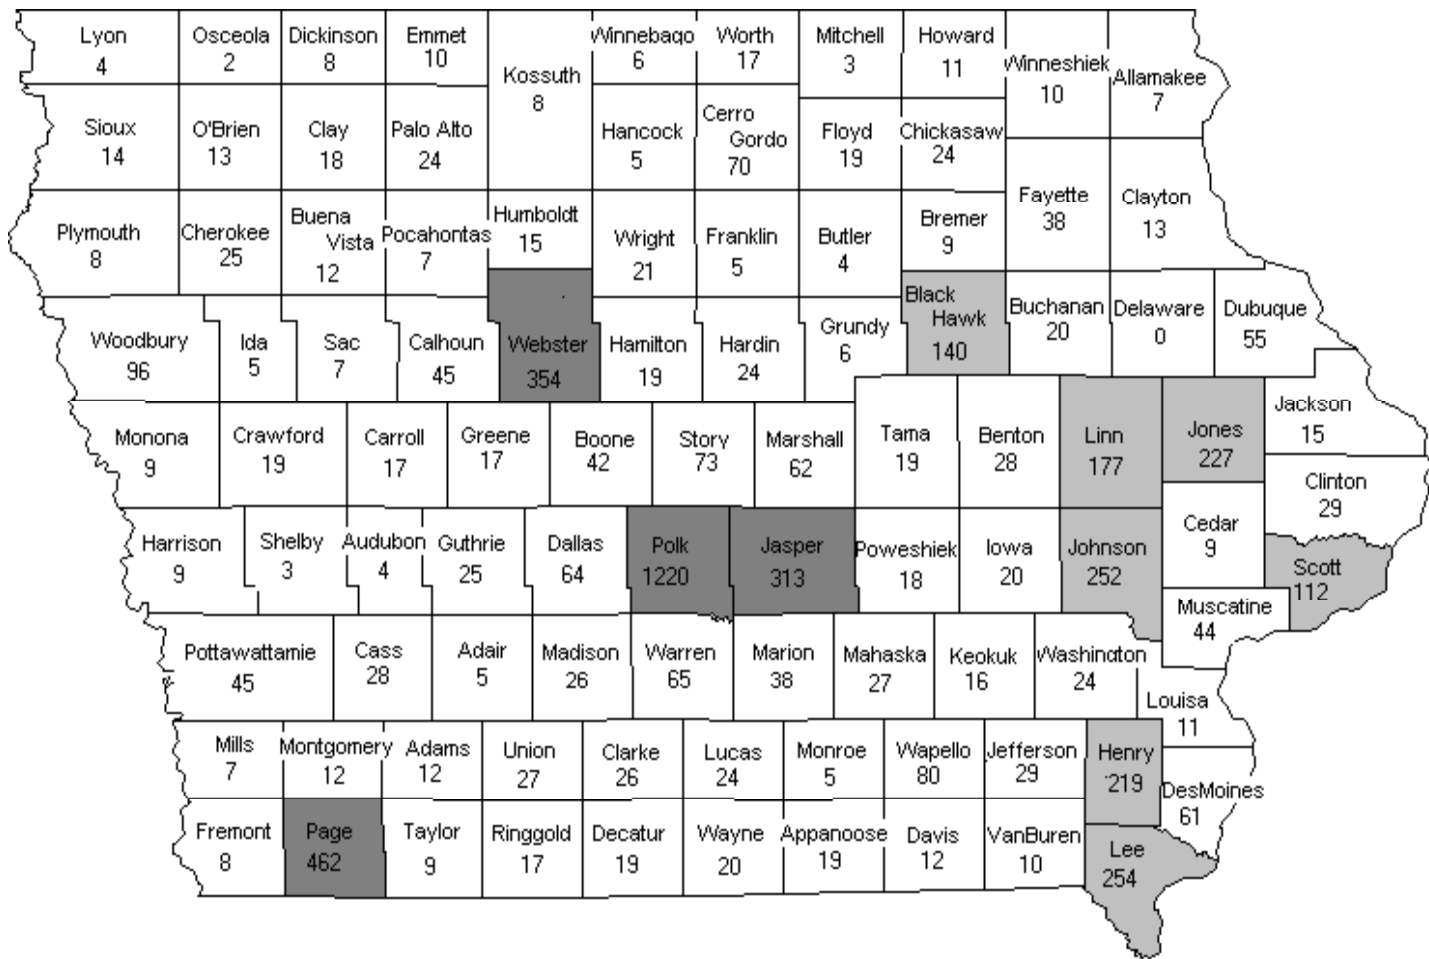 Lyon
4
Osceola
2
Dickinson
8
Emmet
10
Kossuth
8
Winnebago
6
Worth
17
Mitchell
3
Howard
11
Winneshiek
10
Allamakee
7
Sioux
14
O'Brien
13
Clay
18
Palo Alto
24
Hancock
5
Cerro
Gordo
70
Floyd
19
Chickasaw
24
Fayette
38
Clayton
13
Plymouth
8
Cherokee
25
Buena
Vista
12
Pocahontas
7
Humboldt
15
Wright
21
Franklin
5
Butler
4
Bremer
9
Woodbury
96
Ida
5
Sac
7
Calhoun
45
Webster
354
Hamilton
19
Hardin
24
Grundy
6
Black
Hawk
140
Buchanan
20
Delaware
0
Dubuque
55
Monona
9
Crawford
19
Carroll
17
Greene
17
Boone
42
Story
73
Marshall
62
Tama
19
Benton
28
Linn
177
Jones
227
Jackson
15
Clinton
29
Harrison
9
Shelby
3
Audubon
4
Guthrie
25
Dallas
64
Polk
1220
Jasper
313
Poweshiek
18
Iowa
20
Johnson
252
Cedar
9
Scott
112
Muscatine
44
Pottawattamie
45
Cass
28
Adair
5
Madison
26
Warren
65
Marion
38
Mahaska
27
Keokuk
16
Washington
24
Louisa
11
Mills
7
Montgomery
12
Adams
12
Union
27
Clarke
26
Lucas
24
Monroe
5
Wapello
80
Jefferson
29
Henry
219
DesMoines
61
Fremont
8
Page
462
Taylor
9
Ringgold
17
Decatur
19
Wayne
20
Appanoose
19
Davis
12
VanBuren
10
Lee
254